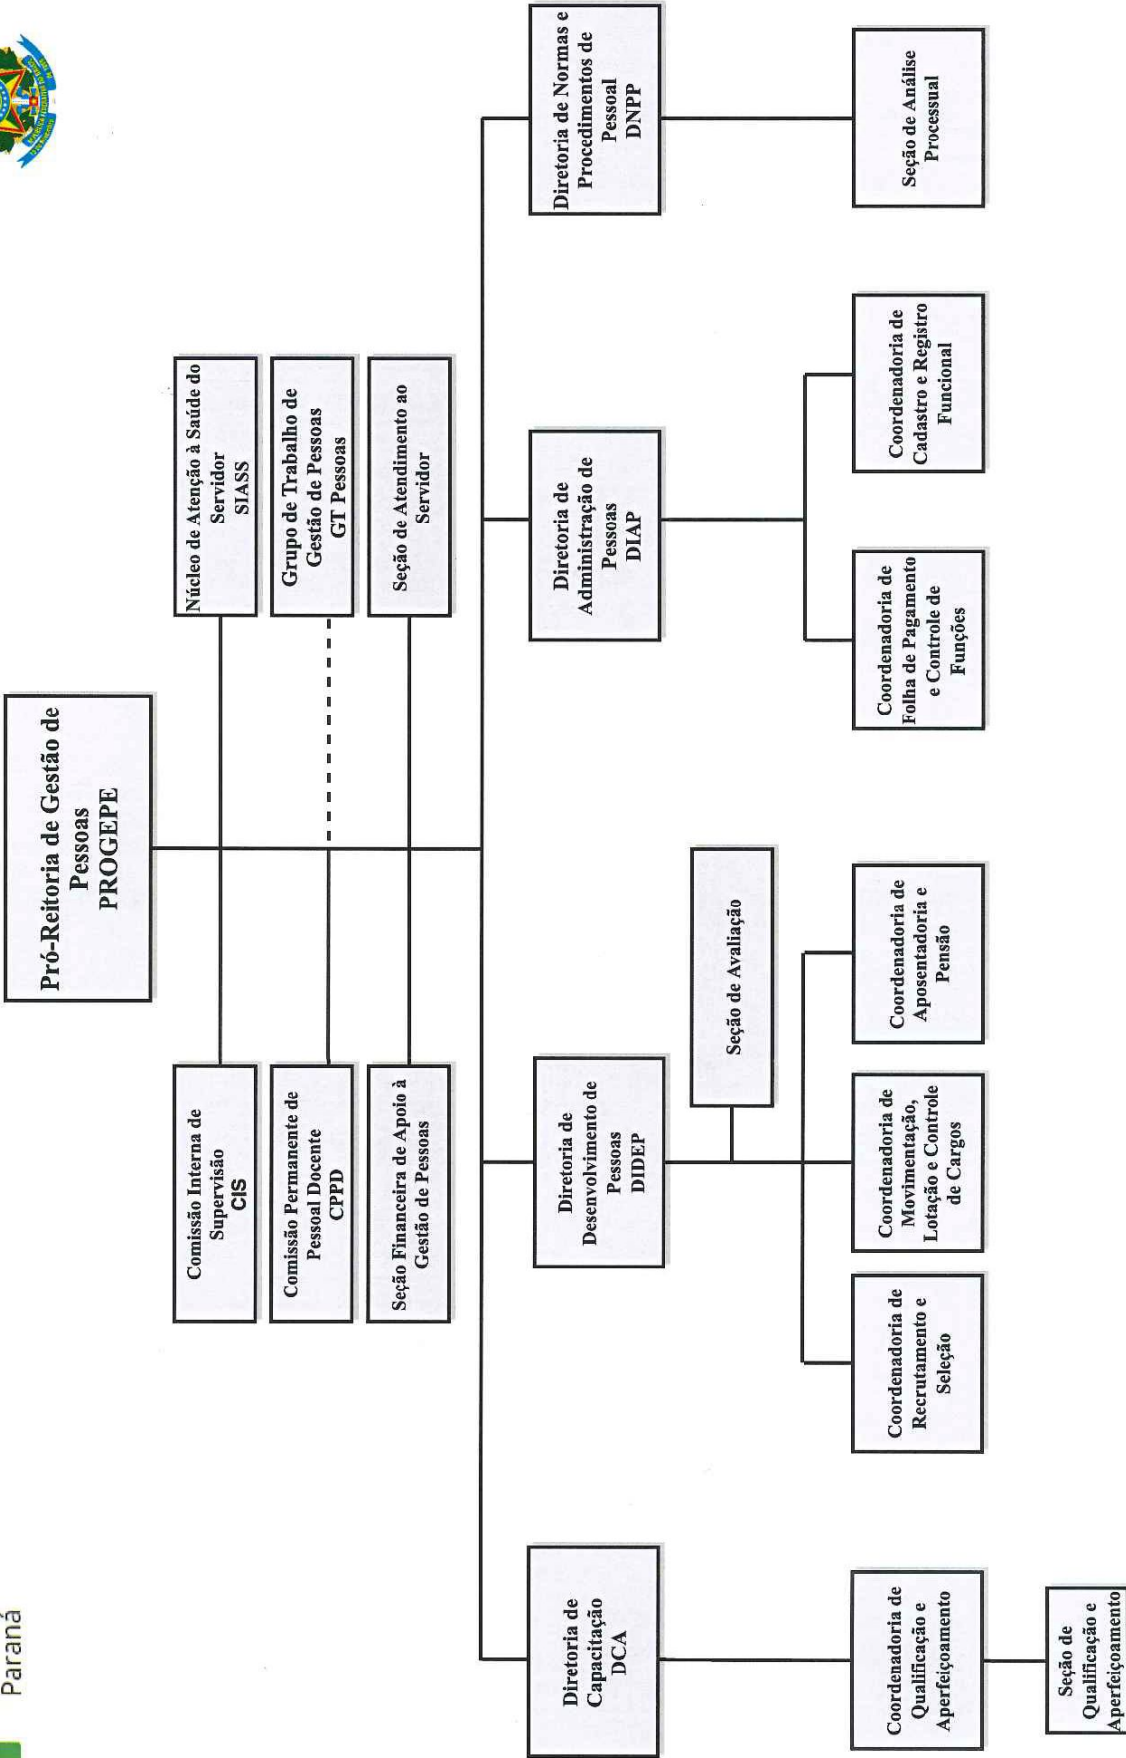 Paraná
Pró-Reitoria de Gestão de
Pessoas
PROGEPE
Comissão Interna de
Supervisão
CIS
Núcleo de Atenção à Saúde do
Servidor
SIASS
Comissão Permanente de
Pessoal Docente
CPPD
Grupo de Trabalho de
Gestão de Pessoas
GT Pessoas
Seção Financeira de Apoio à
Gestão de Pessoas
Seção de Atendimento ao
Servidor
Diretoria de
Capacitação
DCA
Diretoria de
Desenvolvimento de
Pessoas
DIDEP
Diretoria de
Administração de
Pessoas
DIAP
Diretoria de Normas e
Procedimentos de
Pessoal
DNPP
Seção de Avaliação
Coordenadoria de
Qualificação e
Aperfeiçoamento
Coordenadoria de
Recrutamento e
Seleção
Coordenadoria de
Movimentação,
Lotação e Controle
de Cargos
Coordenadoria de
Aposentadoria e
Pensão
Coordenadoria de
Folha de Pagamento
e Controle de
Funções
Coordenadoria de
Cadastro e Registro
Funcional
Seção de Análise
Processual
Seção de
Qualificação e
Aperfeiçoamento